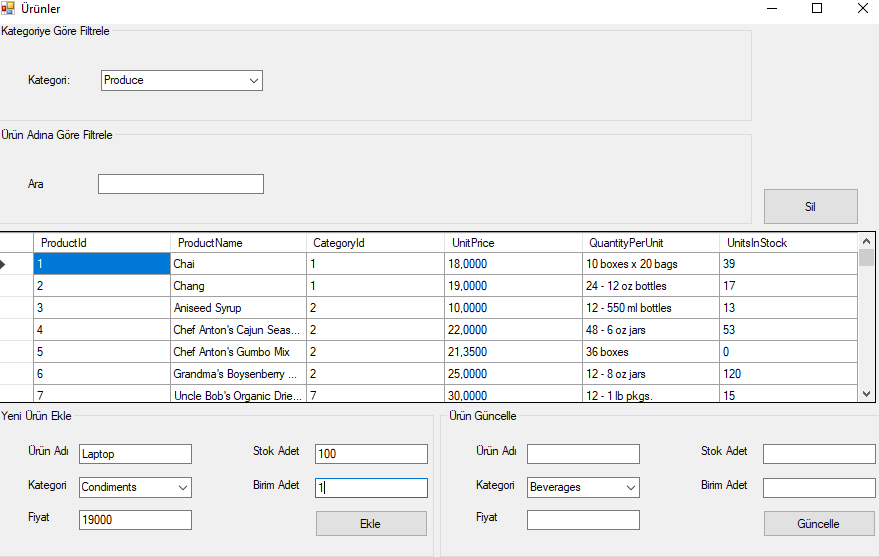 Ürünler
Kategoriye Göre Filtrele
Kategori: Produce
Ürün Adına Göre Filtrele
Ara
Sil
ProductId ProductName CategoryId UnitPrice QuantityPerUnit UnitsInStock
1 Chai 1 18,0000 10 boxes x 20 bags 39
2 Chang 1 19,0000 24 - 12 oz bottles 17
3 Aniseed Syrup 2 10,0000 12 - 550 ml bottles 13
4 Chef Anton's Cajun Seas... 2 22,0000 48 - 6 oz jars 53
5 Chef Anton's Gumbo Mix 2 21,3500 36 boxes 0
6 Grandma's Boysenberry ... 2 25,0000 12 - 8 oz jars 120
7 Uncle Bob's Organic Drie... 7 30,0000 12 - 1 lb pkgs. 15
Yeni Ürün Ekle
Ürün Adı Laptop Stok Adet 100
Kategori Condiments Birim Adet 1
Fiyat 19000 Ekle
Ürün Güncelle
Ürün Adı Stok Adet
Kategori Beverages Birim Adet
Fiyat Güncelle